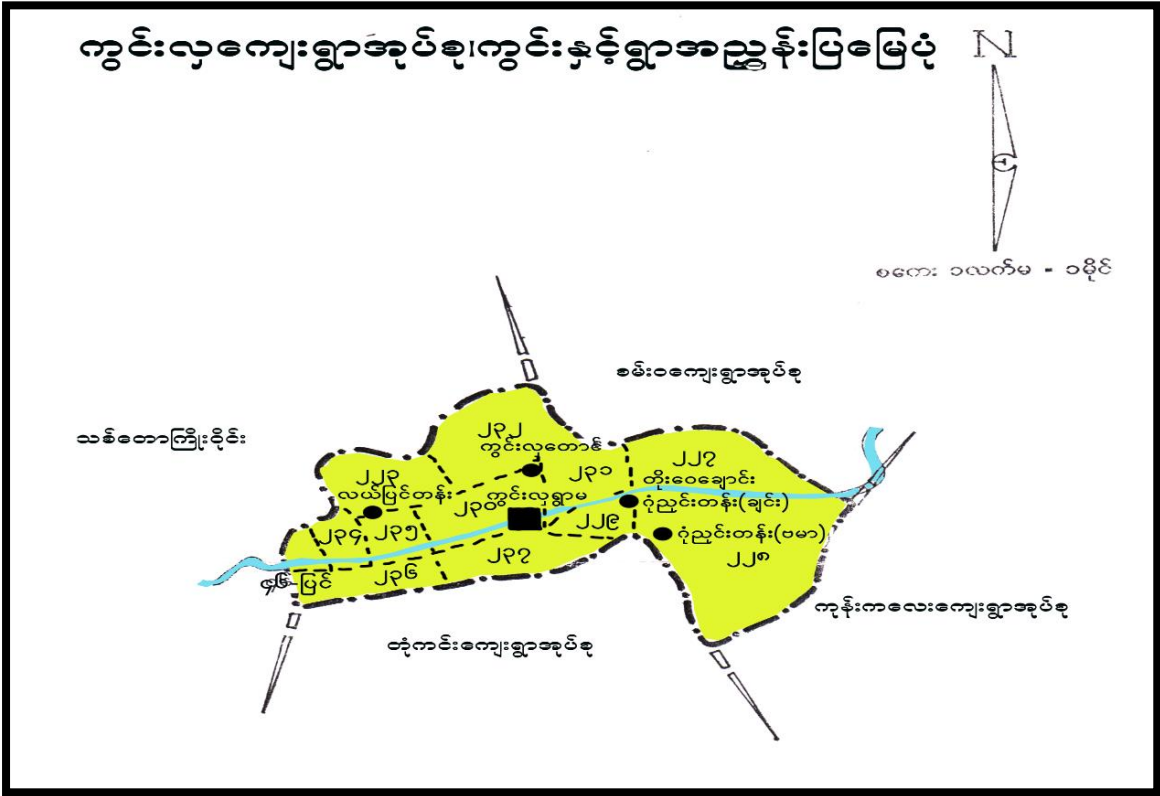 ကွင်းလှကျေးရွာအုပ်စု၊ကွင်းနှင့်ရွာအညွှန်းပြမြေပုံ
N
စကေး ၁လက်မ - ၁မိုင်
စမ်းဝကျေးရွာအုပ်စု
သစ်တောကြိုးဝိုင်း
၂၃၂
ကွင်းလှတောင်
၂၃၁
၂၂၇
၂၂၃
လယ်ပြင်တန်း
၂၃၀
ကွင်းလှရွာမ
တိုးဝေချောင်း
ဂုံညင်းတန်း(ချင်း)
၂၃၄
၂၃၅
၂၂၉
ဂုံညင်းတန်း(ဗမာ)
၂၂၈
၂၃၇
၂၃၆
၄၆-ပြင်
ကုန်းကလေးကျေးရွာအုပ်စု
တုံကင်းကျေးရွာအုပ်စု